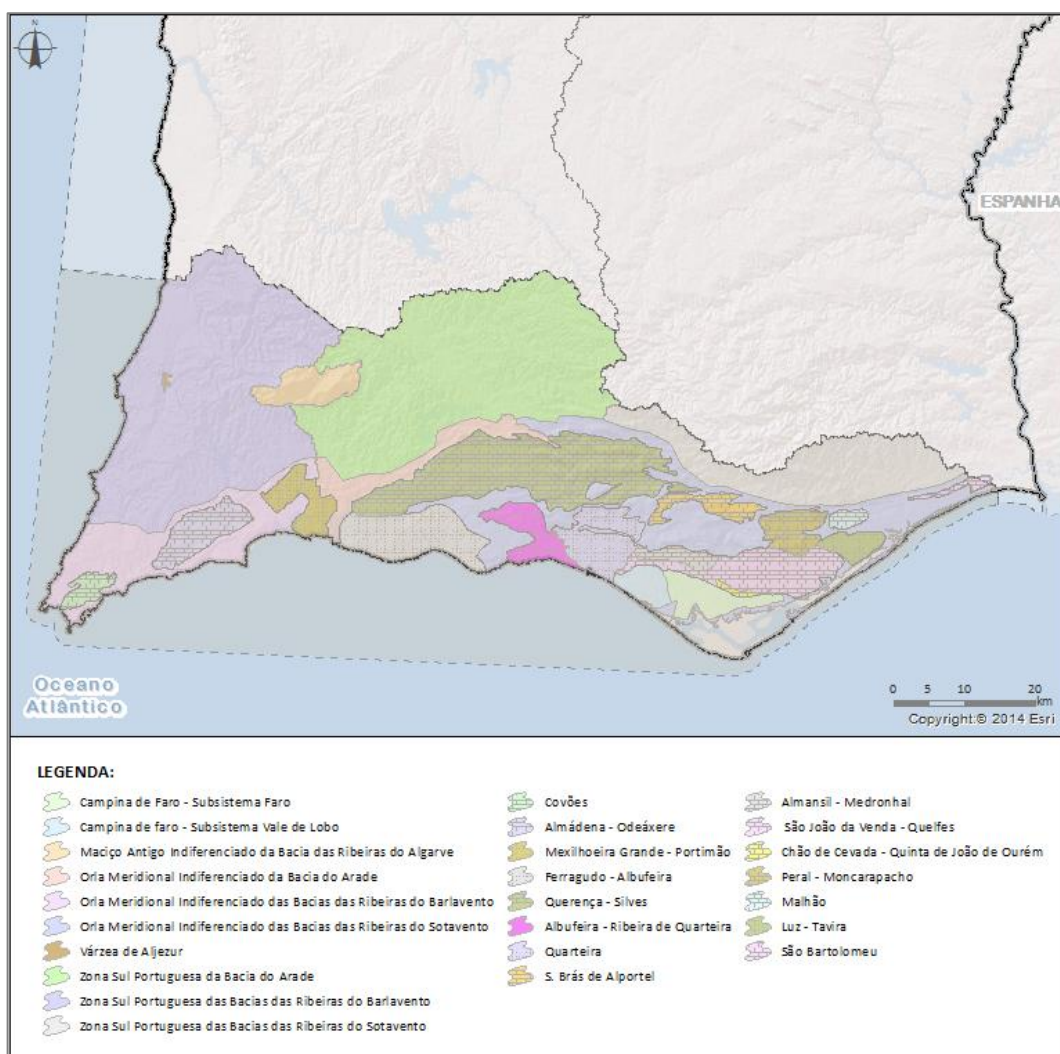 N
ESPANHA
Oceano
Atlântico
0 5 10 20
km
Copyright:© 2014 Esri
LEGENDA:
Campina de Faro - Subsistema Faro
Campina de faro - Subsistema Vale de Lobo
Maciço Antigo Indiferenciado da Bacia das Ribeiras do Algarve
Orla Meridional Indiferenciado da Bacia do Arade
Orla Meridional Indiferenciado das Bacias das Ribeiras do Barlavento
Orla Meridional Indiferenciado das Bacias das Ribeiras do Sotavento
Várzea de Aljezur
Zona Sul Portuguesa da Bacia do Arade
Zona Sul Portuguesa das Bacias das Ribeiras do Barlavento
Zona Sul Portuguesa das Bacias das Ribeiras do Sotavento
Covões
Almádena - Odeáxere
Mexilhoeira Grande - Portimão
Ferragudo - Albufeira
Querença - Silves
Albufeira - Ribeira de Quarteira
Quarteira
S. Brás de Alportel
Almansil - Medronhal
São João da Venda - Quelfes
Chão de Cevada - Quinta de João de Ourém
Peral - Moncarapacho
Malhão
Luz - Tavira
São Bartolomeu